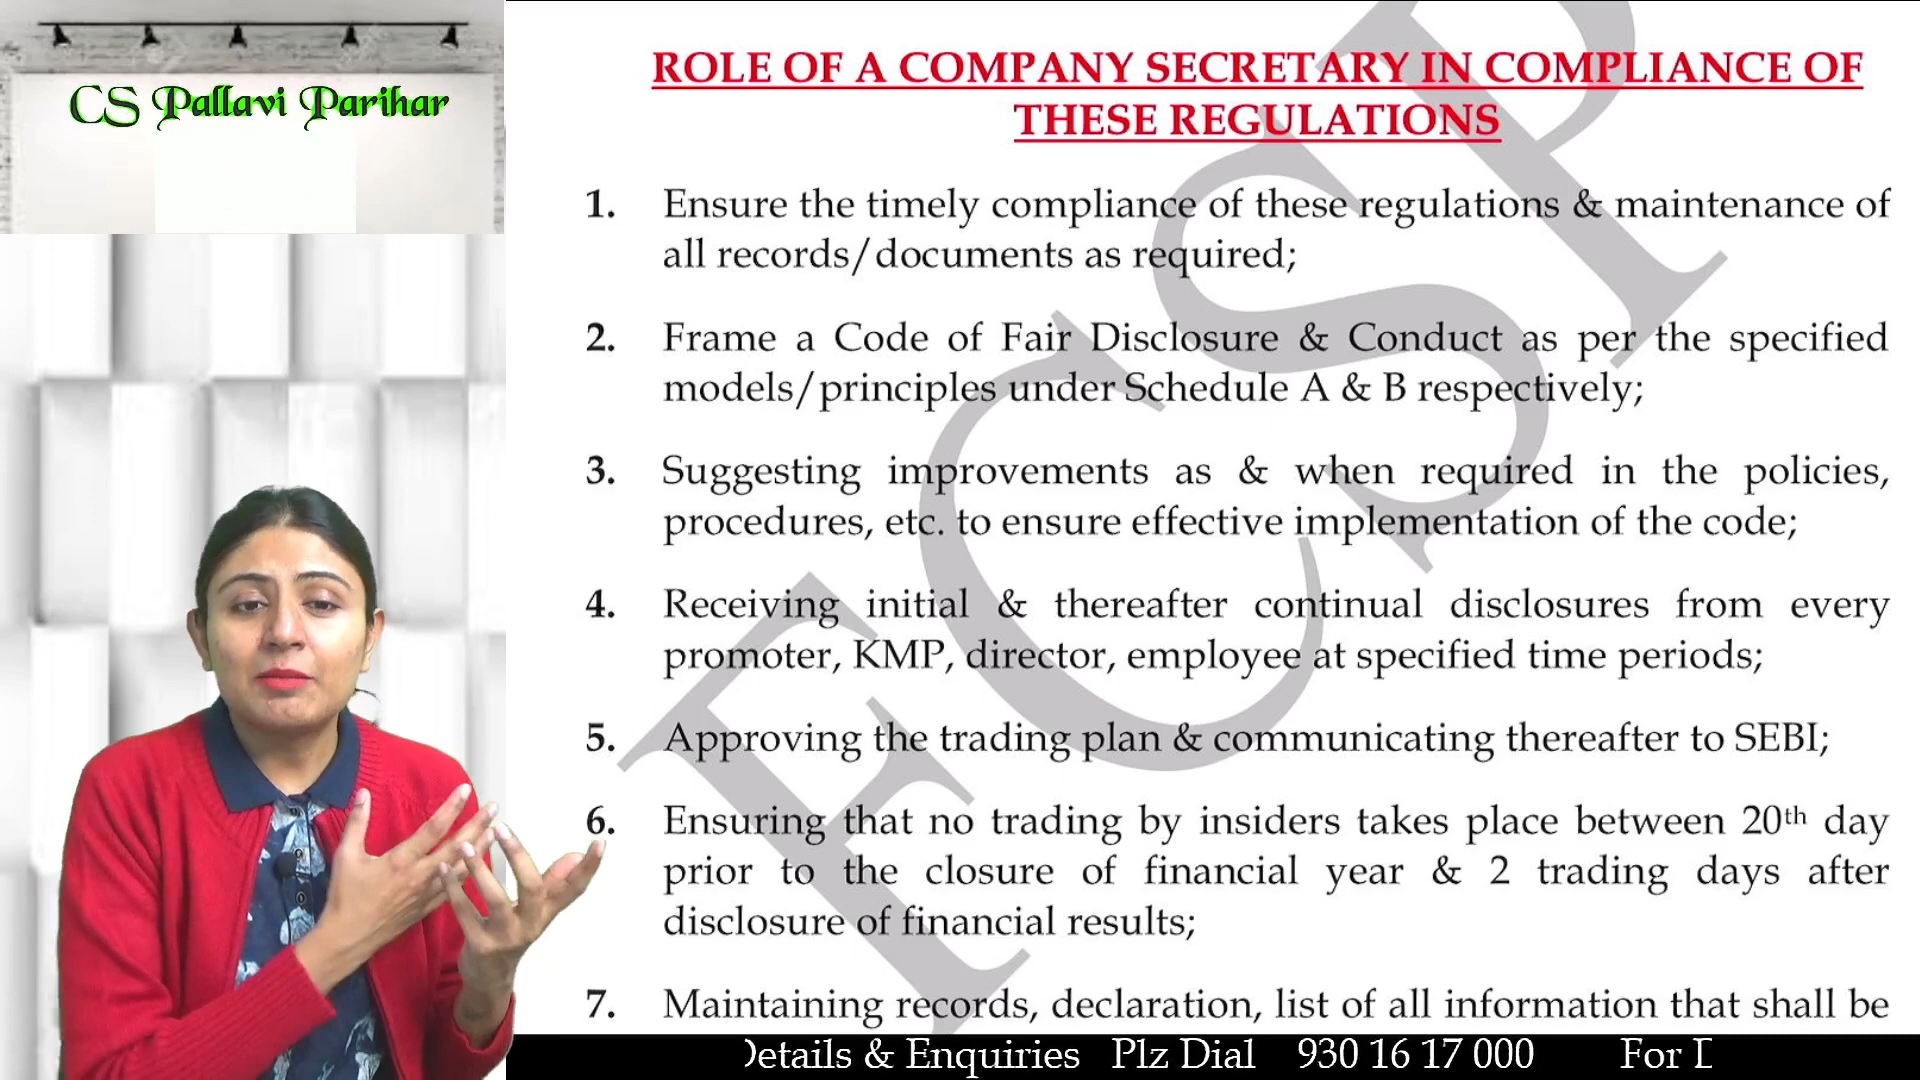 CS Pallavi Parihar
ROLE OF A COMPANY SECRETARY IN COMPLIANCE OF
THESE REGULATIONS
1. Ensure the timely compliance of these regulations & maintenance of
all records/documents as required;
2. Frame a Code of Fair Disclosure & Conduct as per the specified
models/principles under Schedule A & B respectively;
3. Suggesting improvements as & when required in the policies,
procedures, etc. to ensure effective implementation of the code;
4. Receiving initial & thereafter continual disclosures from every
promoter, KMP, director, employee at specified time periods;
5. Approving the trading plan & communicating thereafter to SEBI;
6. Ensuring that no trading by insiders takes place between 20th day
prior to the closure of financial year & 2 trading days after
disclosure of financial results;
7. Maintaining records, declaration, list of all information that shall be
etails & Enquiries Plz Dial 930 16 17 000 For
FCSP